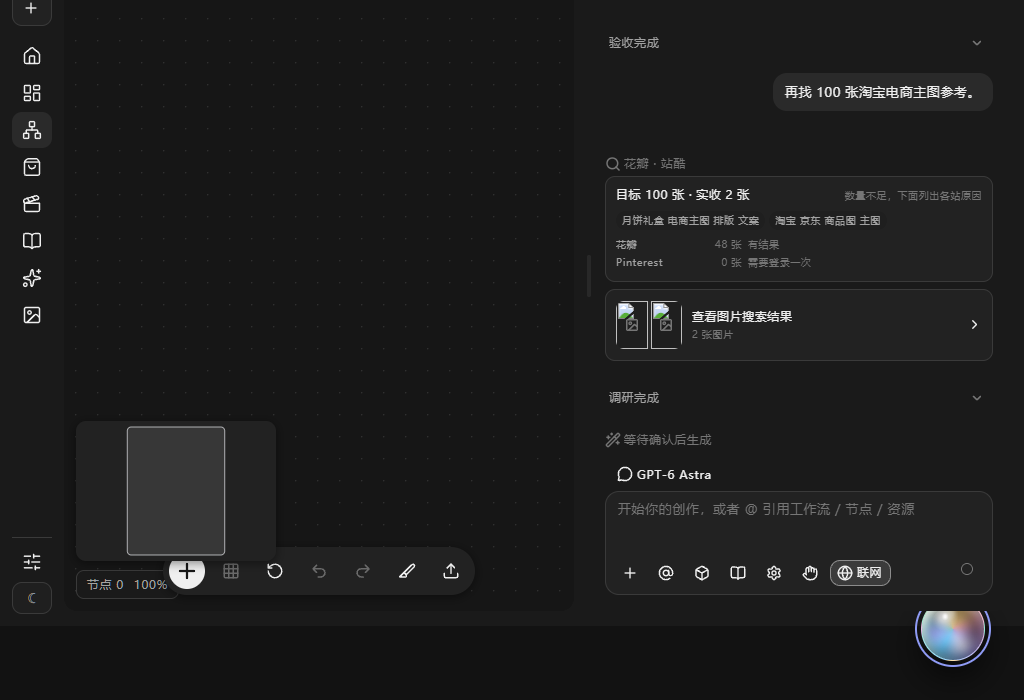 验收完成
再找 100 张淘宝电商主图参考。
花瓣 · 站酷
目标 100 张 · 实收 2 张
数量不足，下面列出各站原因
月饼礼盒 电商主图 排版 文案
淘宝 京东 商品图 主图
花瓣 48 张 有结果
Pinterest 0 张 需要登录一次
查看图片搜索结果
2 张图片
调研完成
等待确认后生成
GPT-6 Astra
开始你的创作，或者 @ 引用工作流 / 节点 / 资源
联网
节点 0 100%